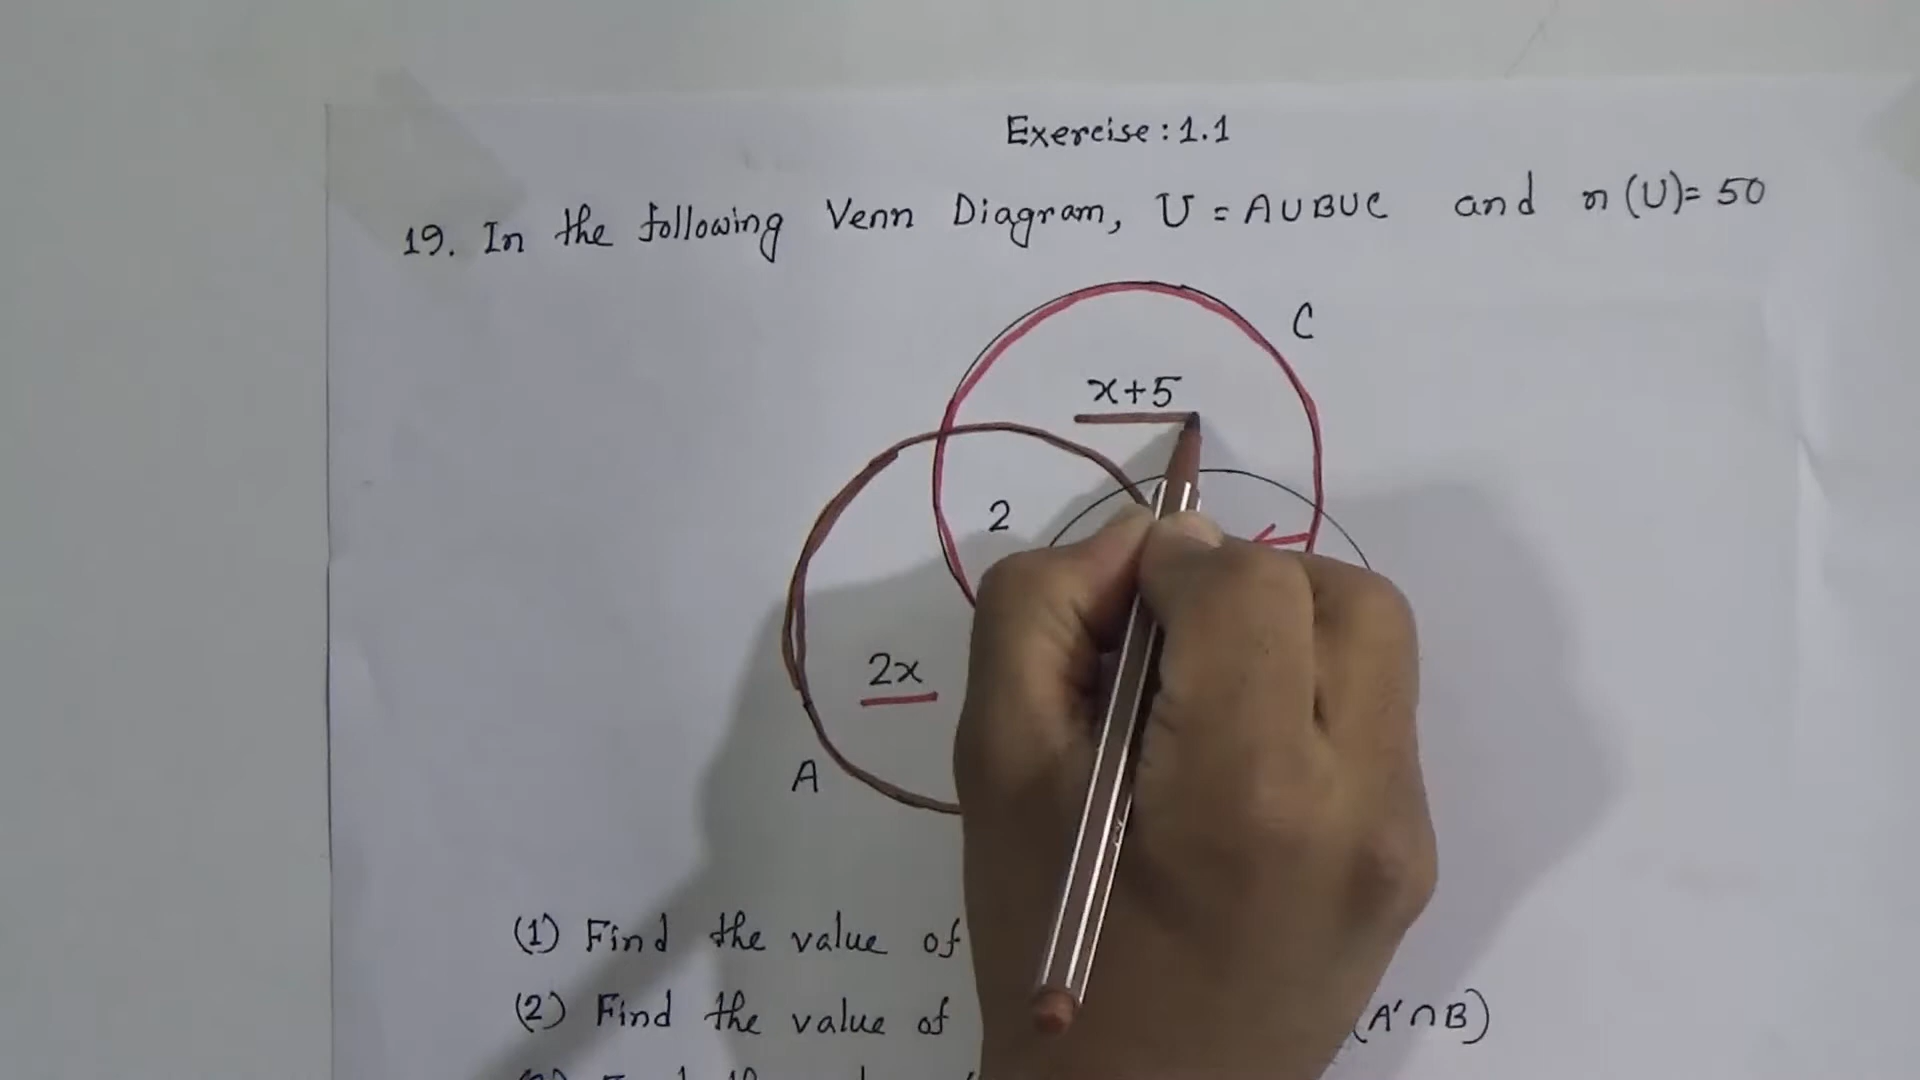 Exercise : 1.1
19. In the following Venn Diagram, U = A∪B∪C and n (U) = 50
C
x+5
2
2x
A
(1) Find the value of
(2) Find the value of (A′∩B)